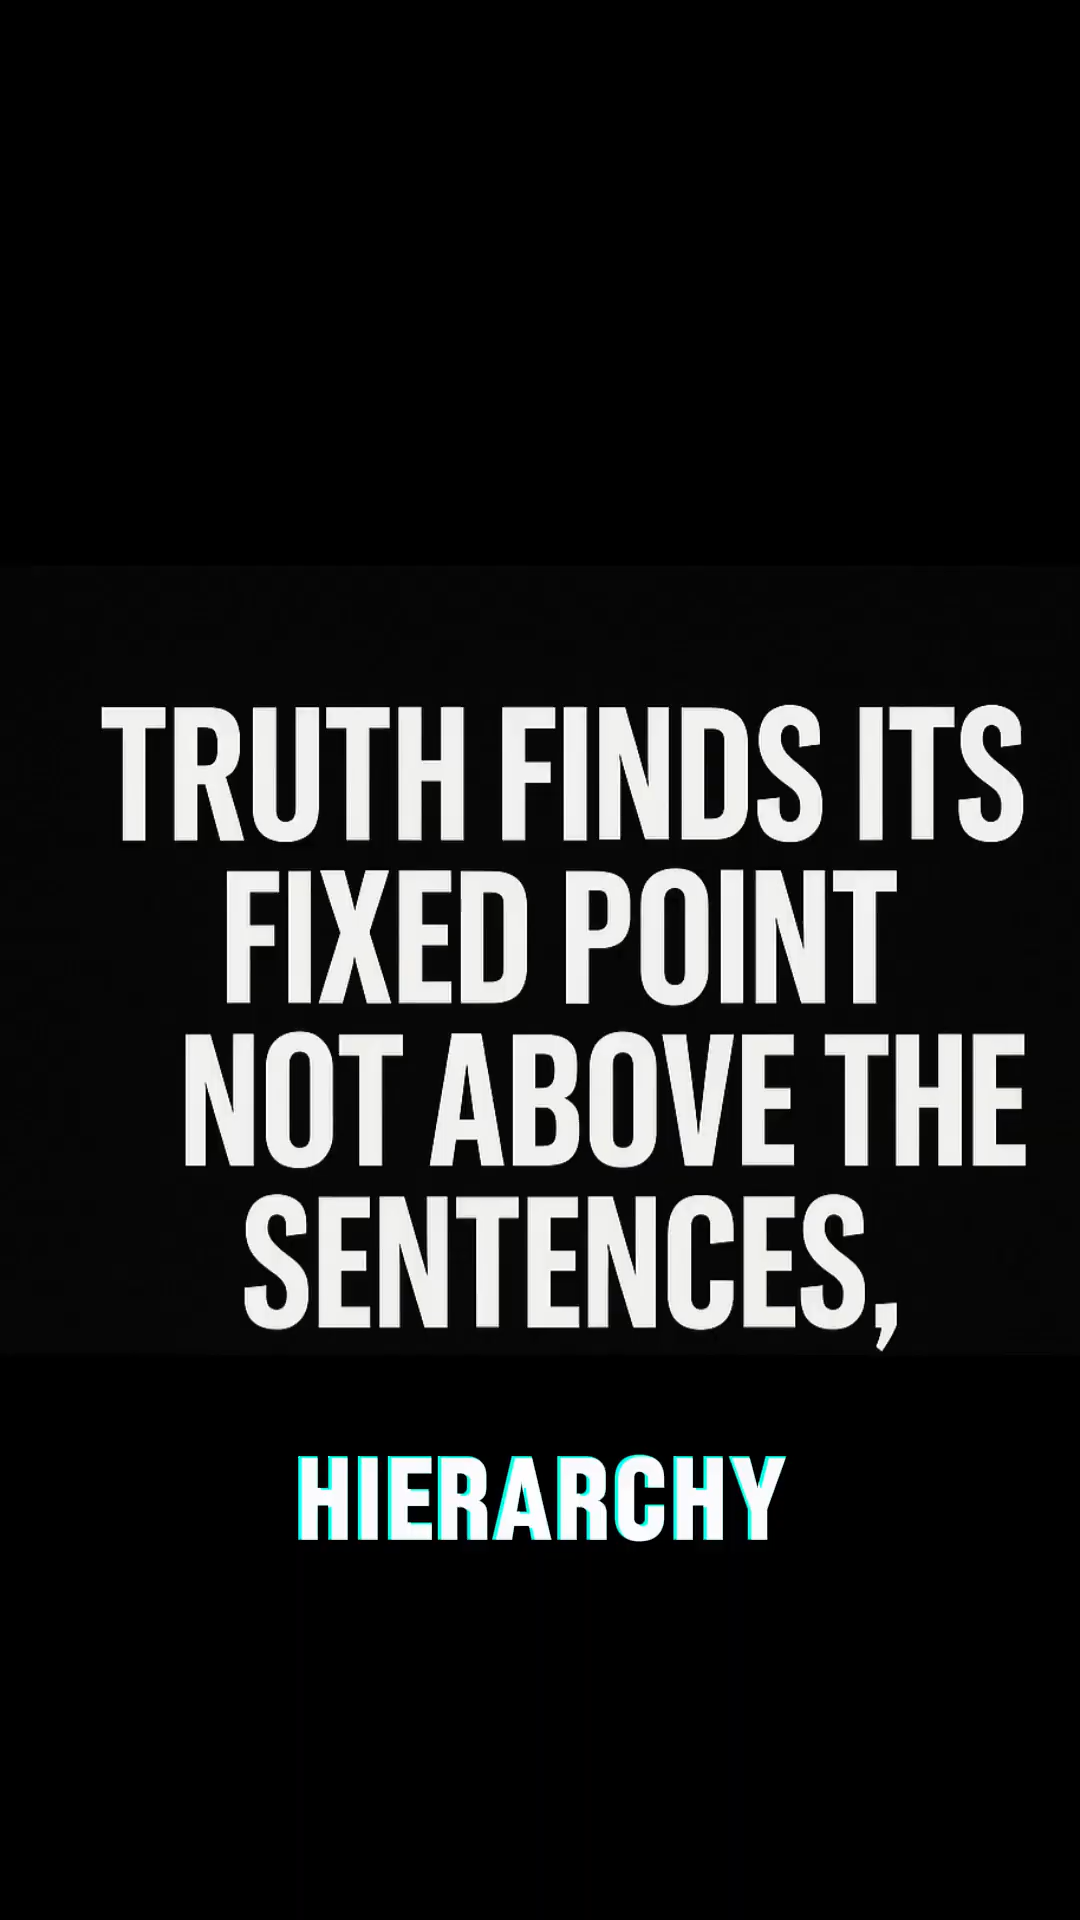 TRUTH FINDS ITS
FIXED POINT
NOT ABOVE THE
SENTENCES,
HIERARCHY